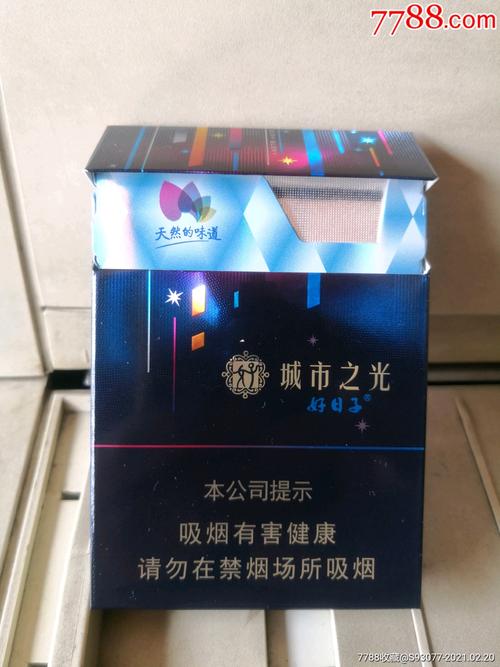 7788.com
天然的味道
城市之光
好日子®
本公司提示
吸烟有害健康
请勿在禁烟场所吸烟
7788收藏@S93077-2021.02.20